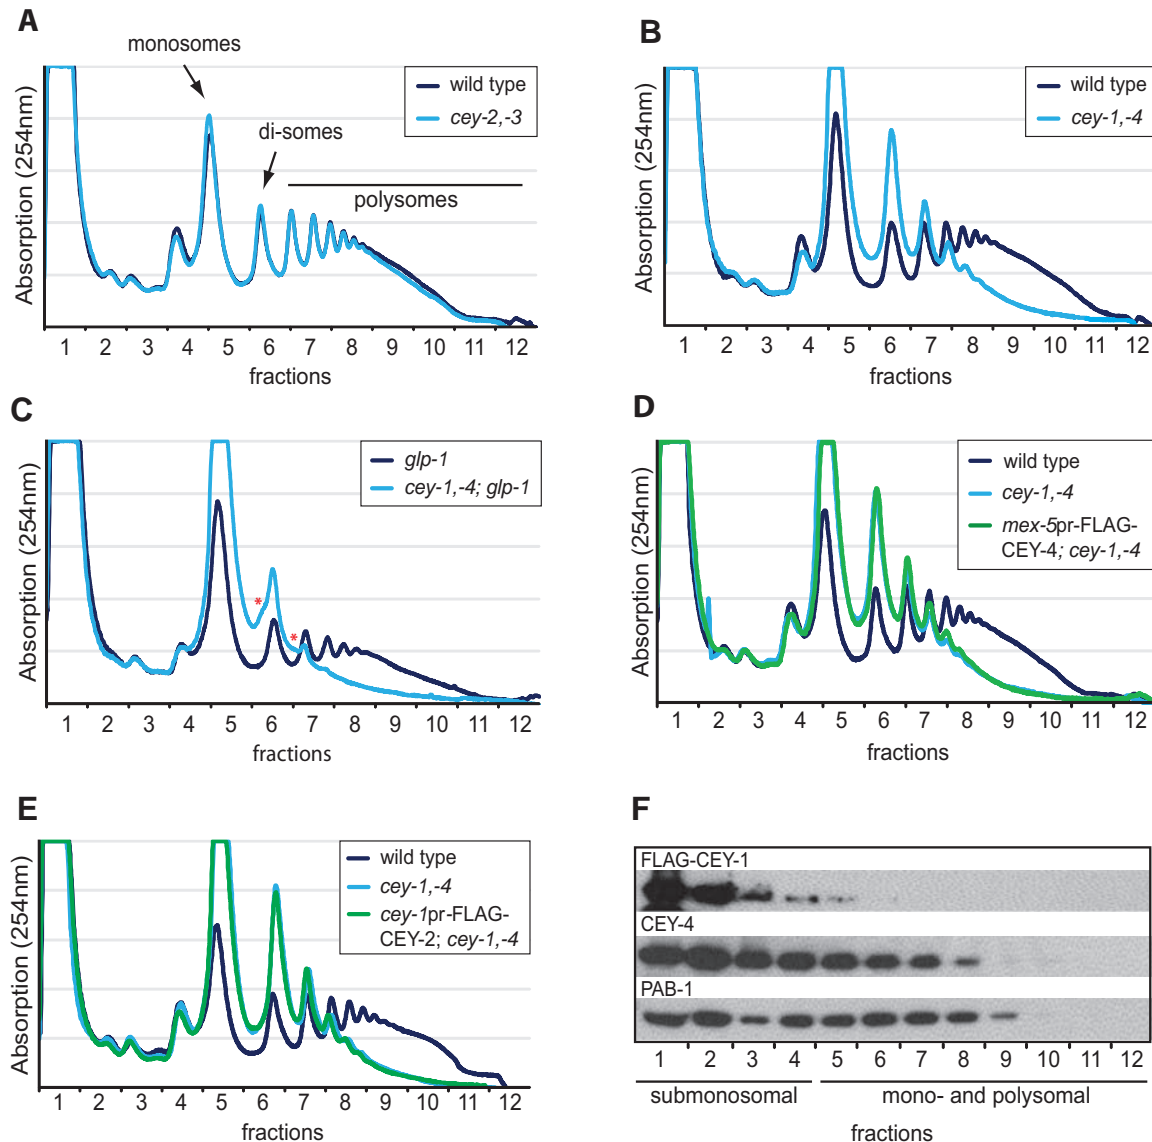 A
monosomes
di-somes
polysomes
wild type
cey-2,-3
Absorption (254nm)
1 2 3 4 5 6 7 8 9 10 11 12
fractions
B
wild type
cey-1,-4
Absorption (254nm)
1 2 3 4 5 6 7 8 9 10 11 12
fractions
C
glp-1
cey-1,-4; glp-1
*
*
Absorption (254nm)
1 2 3 4 5 6 7 8 9 10 11 12
fractions
D
wild type
cey-1,-4
mex-5pr-FLAG-
CEY-4; cey-1,-4
Absorption (254nm)
1 2 3 4 5 6 7 8 9 10 11 12
fractions
E
wild type
cey-1,-4
cey-1pr-FLAG-
CEY-2; cey-1,-4
Absorption (254nm)
1 2 3 4 5 6 7 8 9 10 11 12
fractions
F
FLAG-CEY-1
CEY-4
PAB-1
1 2 3 4 5 6 7 8 9 10 11 12
submonosomal mono- and polysomal
fractions